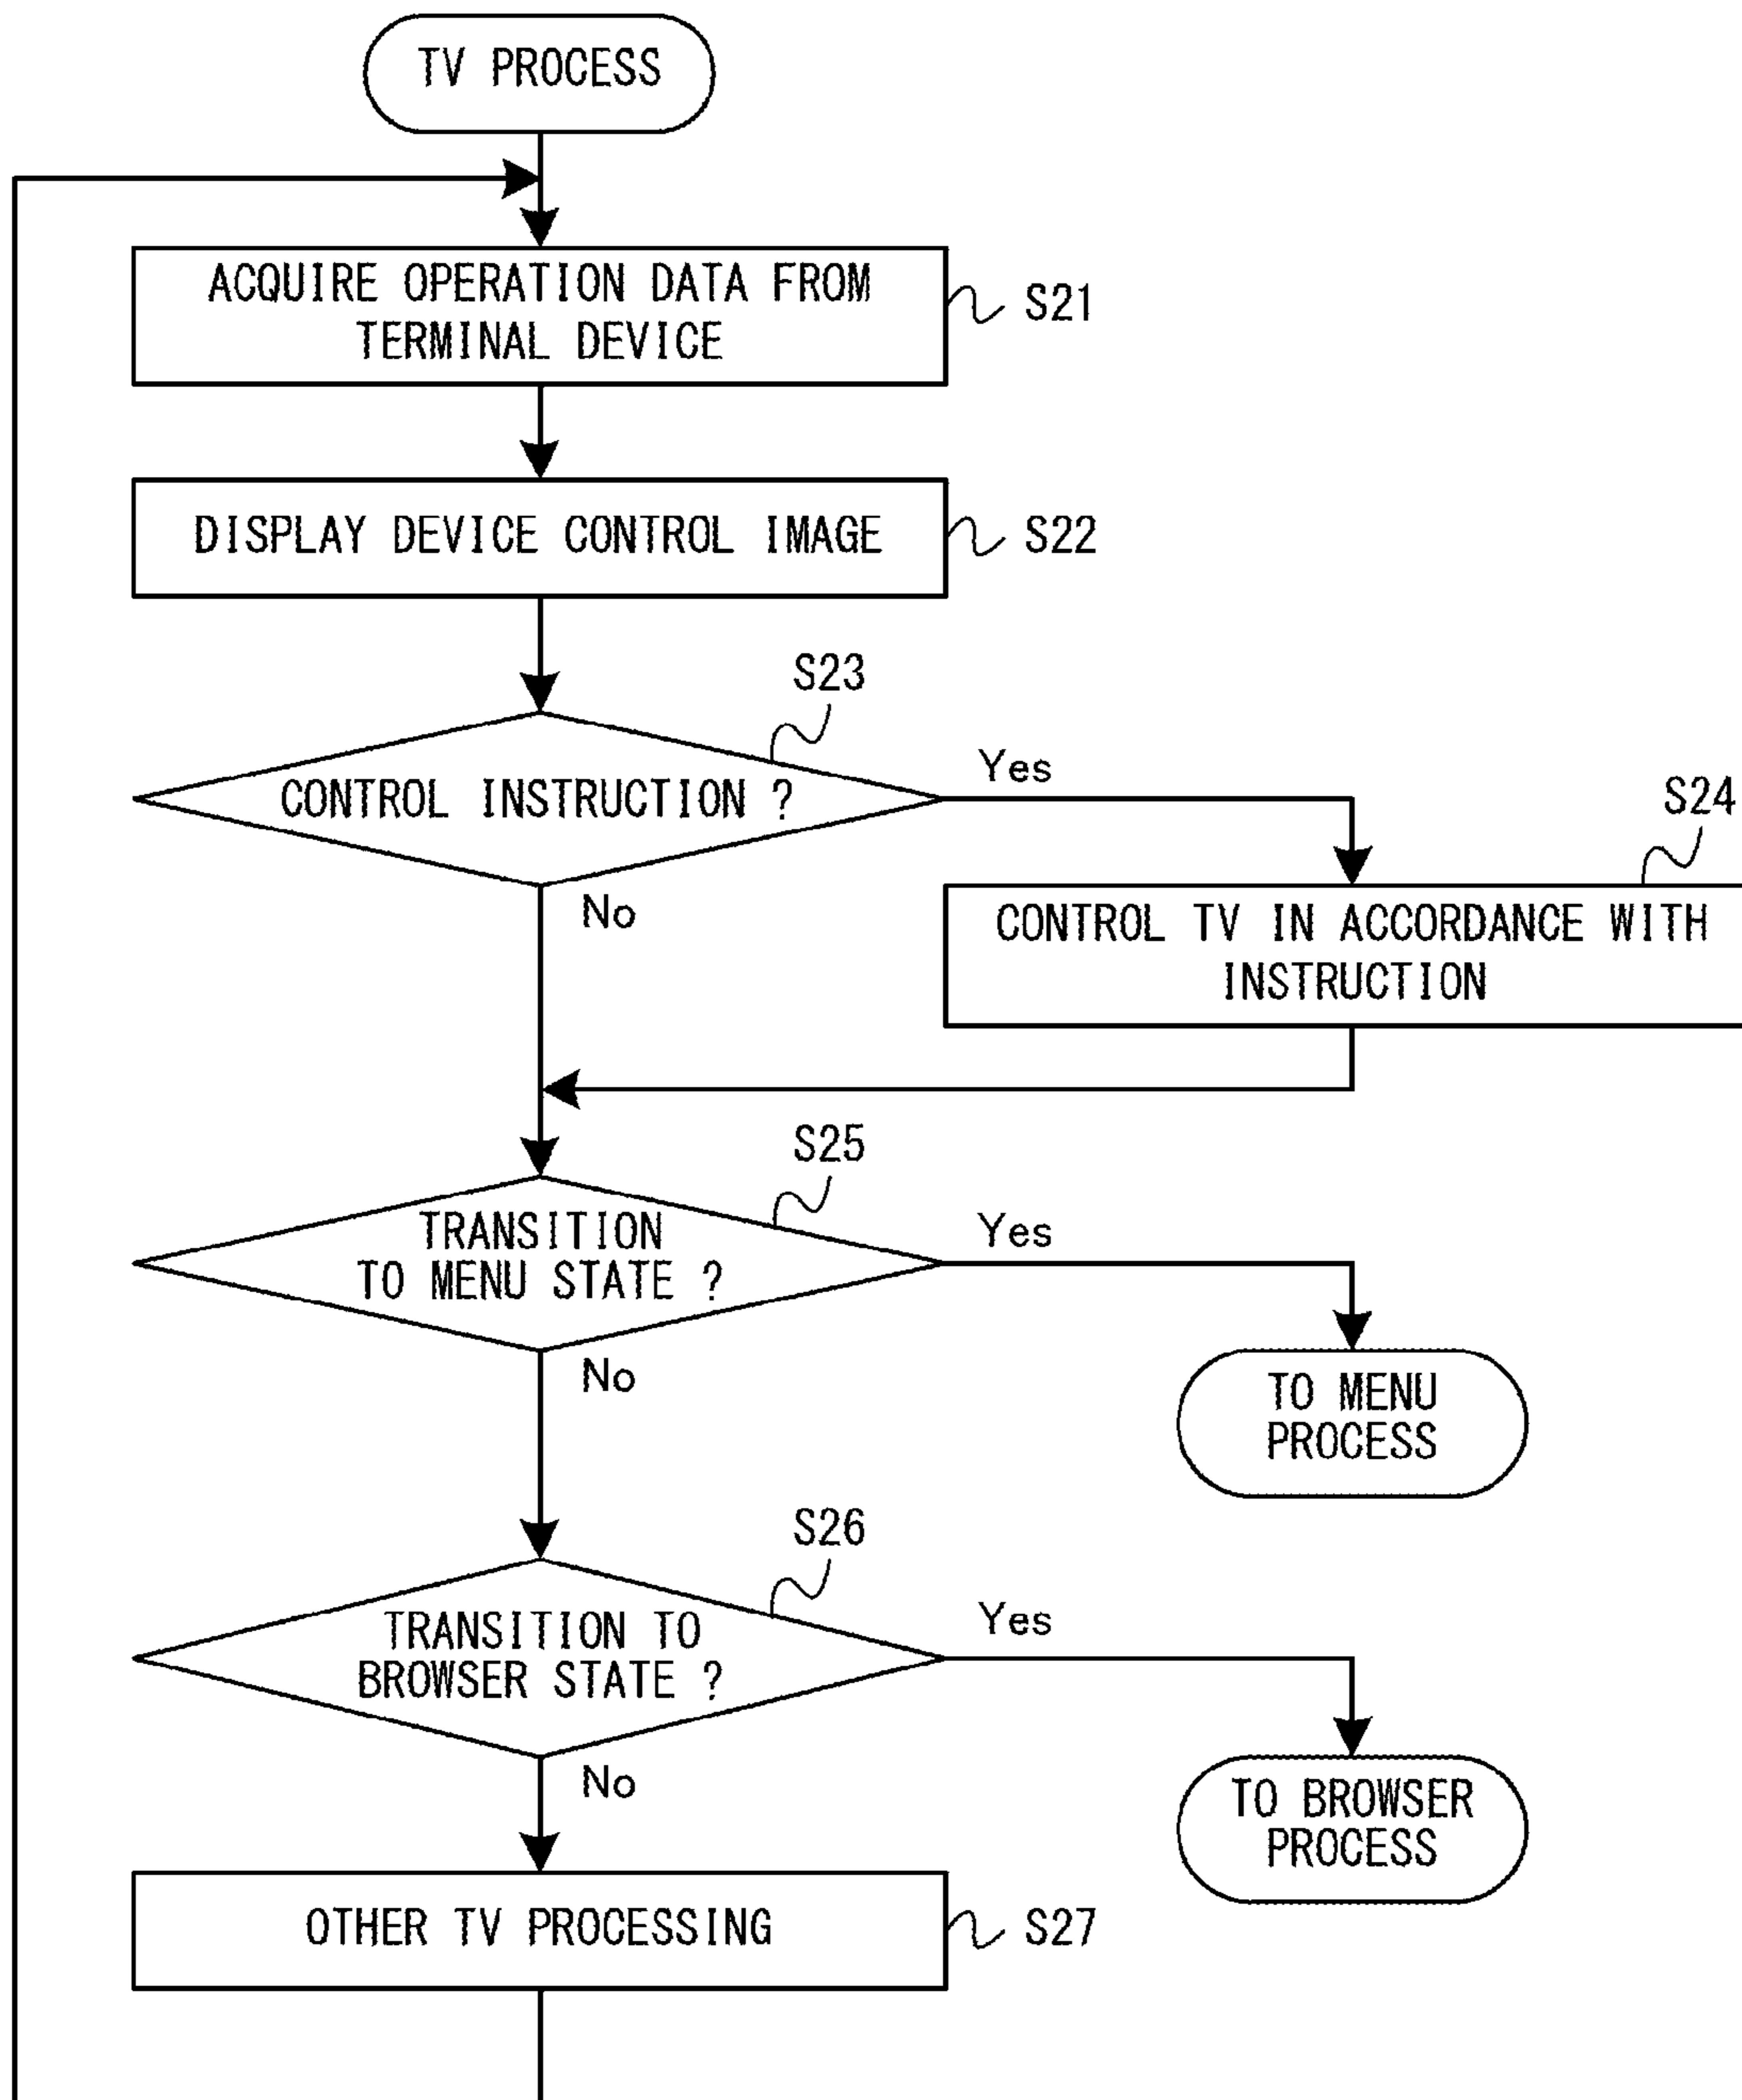 TV PROCESS
ACQUIRE OPERATION DATA FROM
TERMINAL DEVICE
S21
DISPLAY DEVICE CONTROL IMAGE
S22
S23
CONTROL INSTRUCTION ?
Yes
No
S24
CONTROL TV IN ACCORDANCE WITH
INSTRUCTION
S25
TRANSITION
TO MENU STATE ?
Yes
No
TO MENU
PROCESS
S26
TRANSITION TO
BROWSER STATE ?
Yes
No
TO BROWSER
PROCESS
OTHER TV PROCESSING
S27